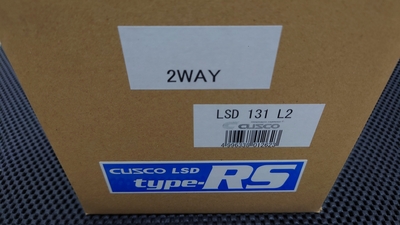 2WAY
LSD 131 L2
CUSCO
CUSCO LSD
type-RS